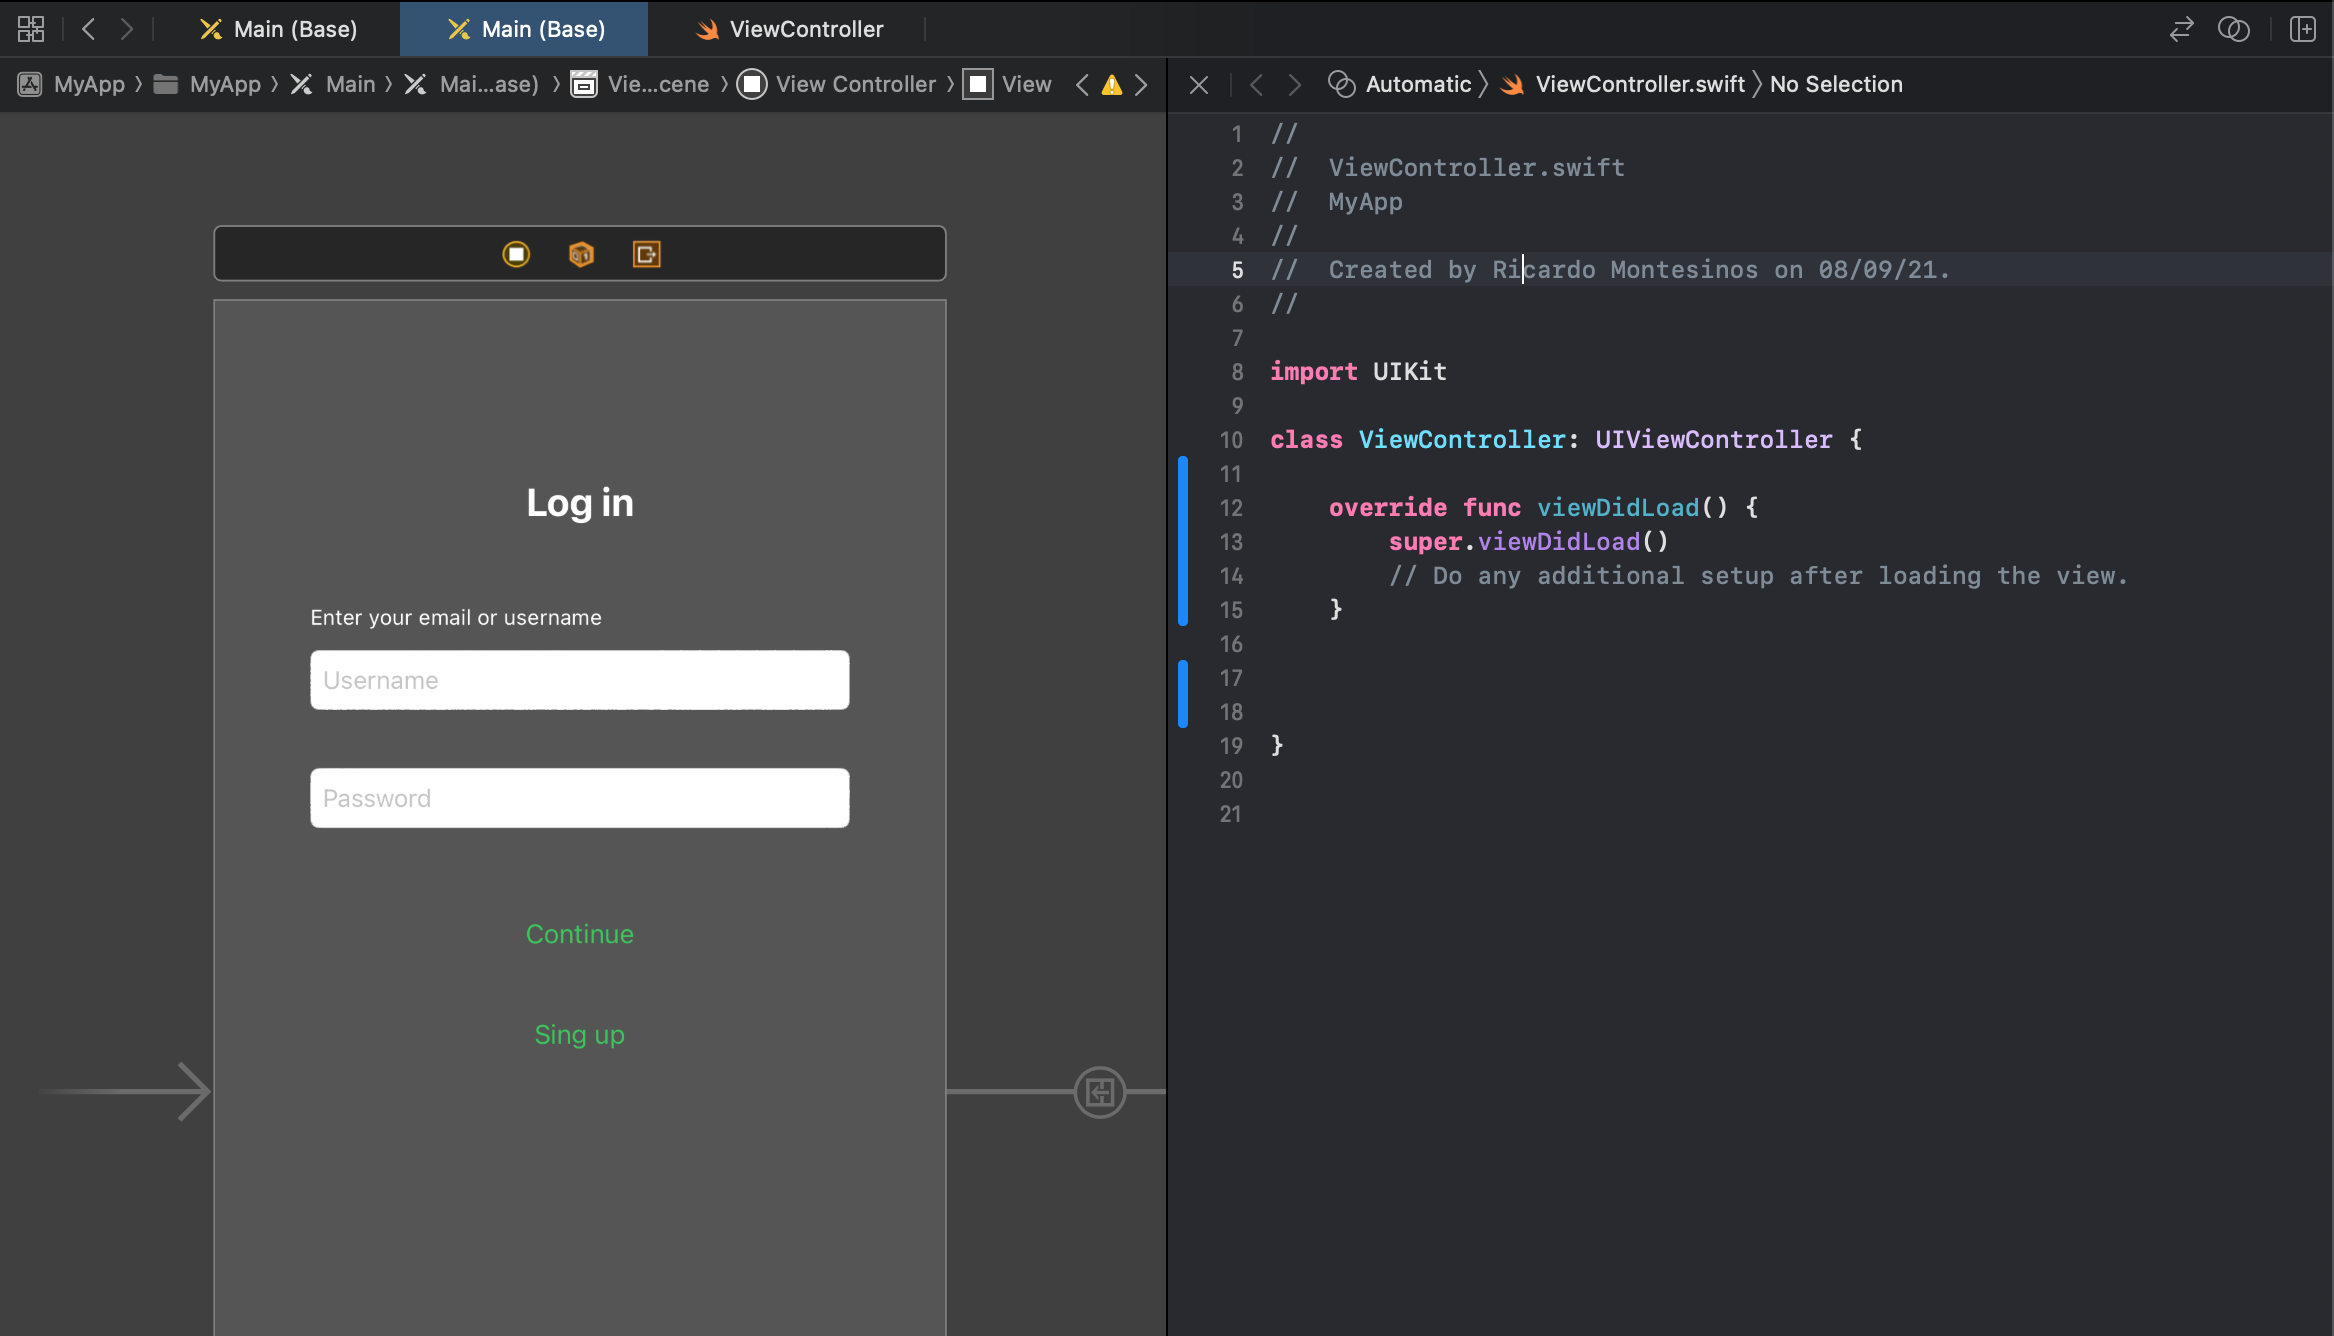 Main (Base)
Main (Base)
ViewController
MyApp
MyApp
Main
Mai...ase)
Vie...cene
View Controller
View
Automatic
ViewController.swift
No Selection
Log in
Enter your email or username
Username
Password
Continue
Sing up
1 //
2 //  ViewController.swift
3 //  MyApp
4 //
5 //  Created by Ricardo Montesinos on 08/09/21.
6 //
7
8 import UIKit
9
10 class ViewController: UIViewController {
11
12     override func viewDidLoad() {
13         super.viewDidLoad()
14         // Do any additional setup after loading the view.
15     }
16
17
18
19 }
20
21